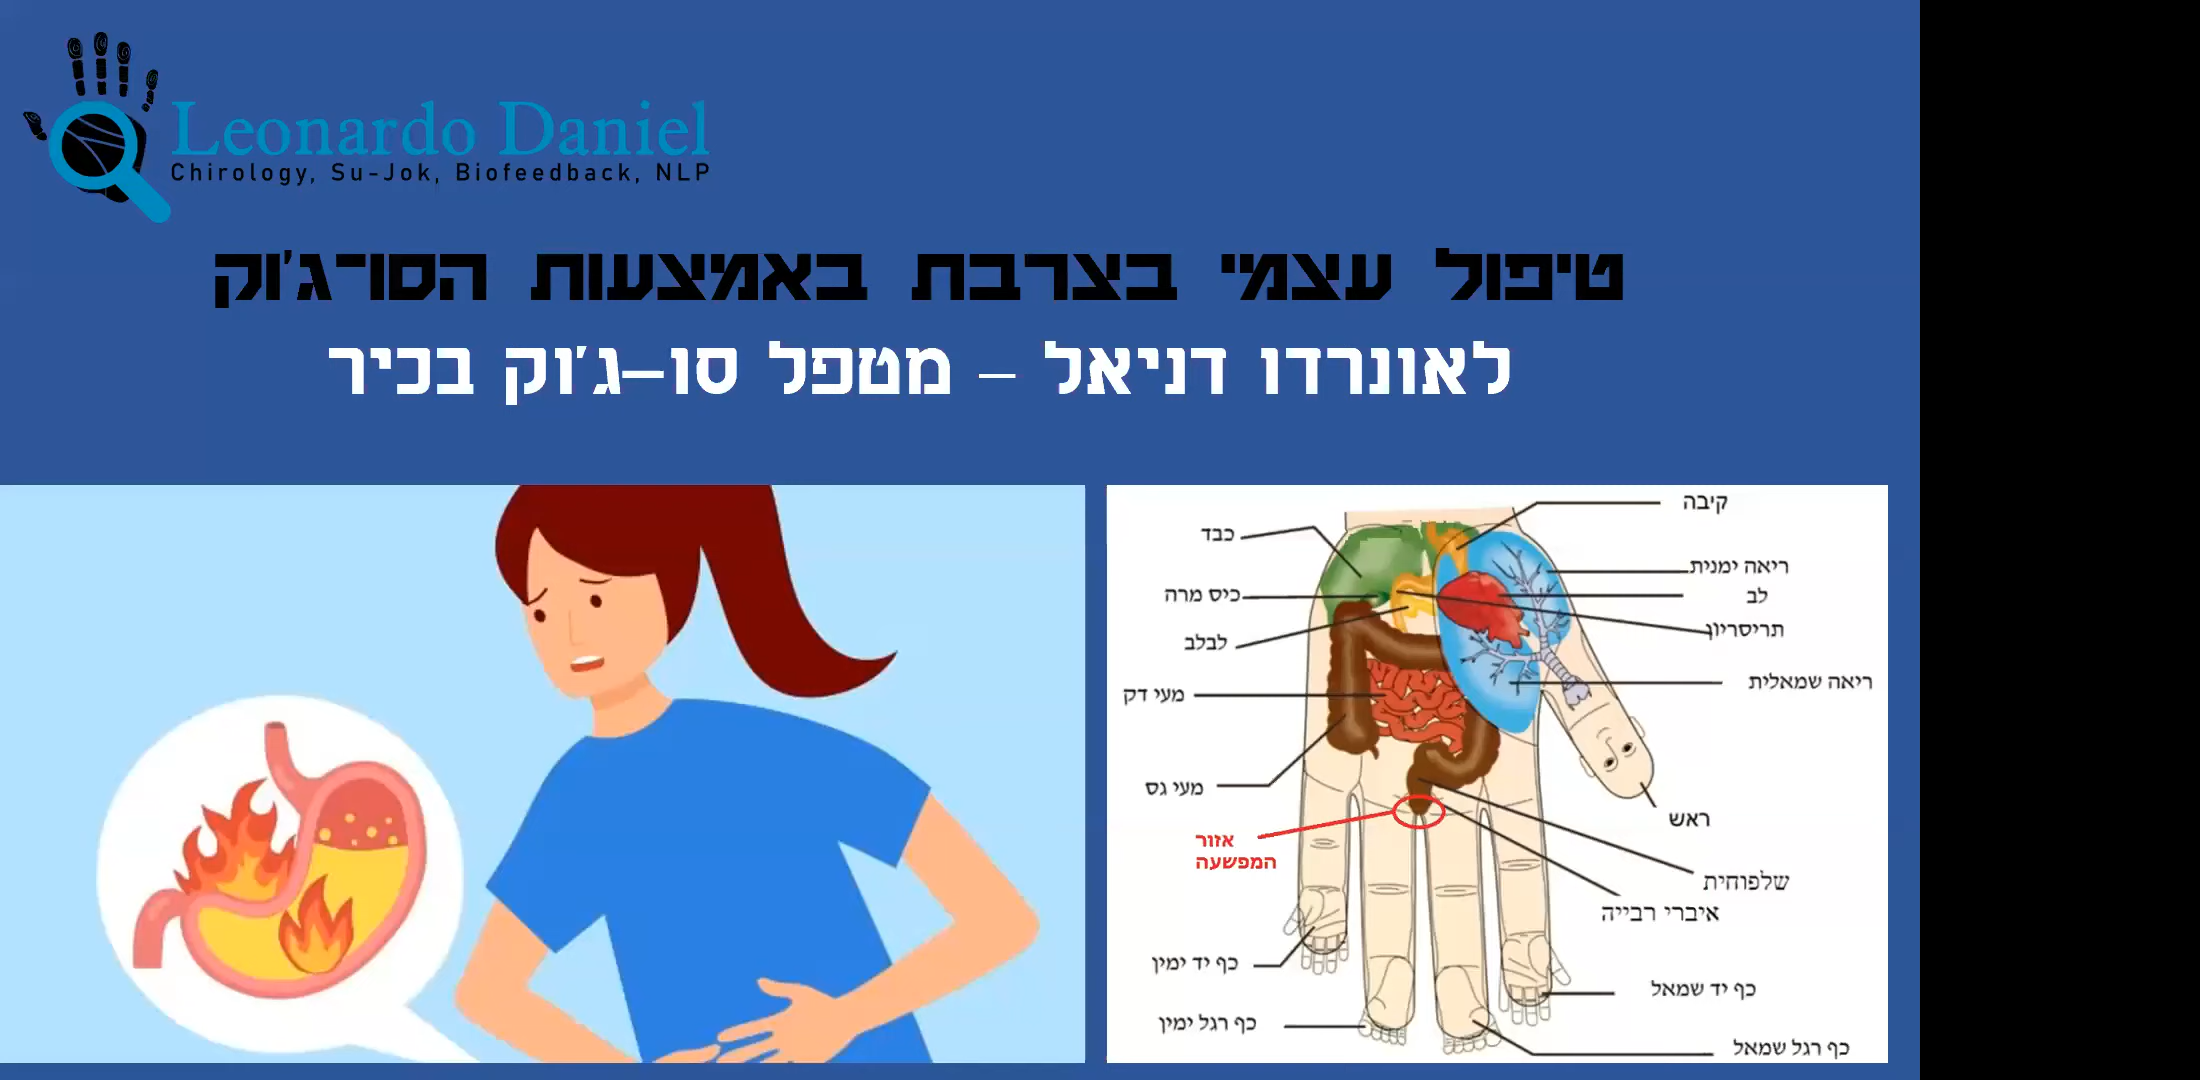 Leonardo Daniel
Chirology, Su-Jok, Biofeedback, NLP
טיפול עצמי בצרבת באמצעות הסו־ג'וק
לאונרדו דניאל – מטפל סו–ג'וק בכיר
קיבה
כבד
ריאה ימנית
כיס מרה
לב
תריסריון
לבלב
ריאה שמאלית
מעי דק
מעי גס
ראש
אזור
המפשעה
שלפוחית
איברי רבייה
כף יד ימין
כף יד שמאל
כף רגל ימין
כף רגל שמאל